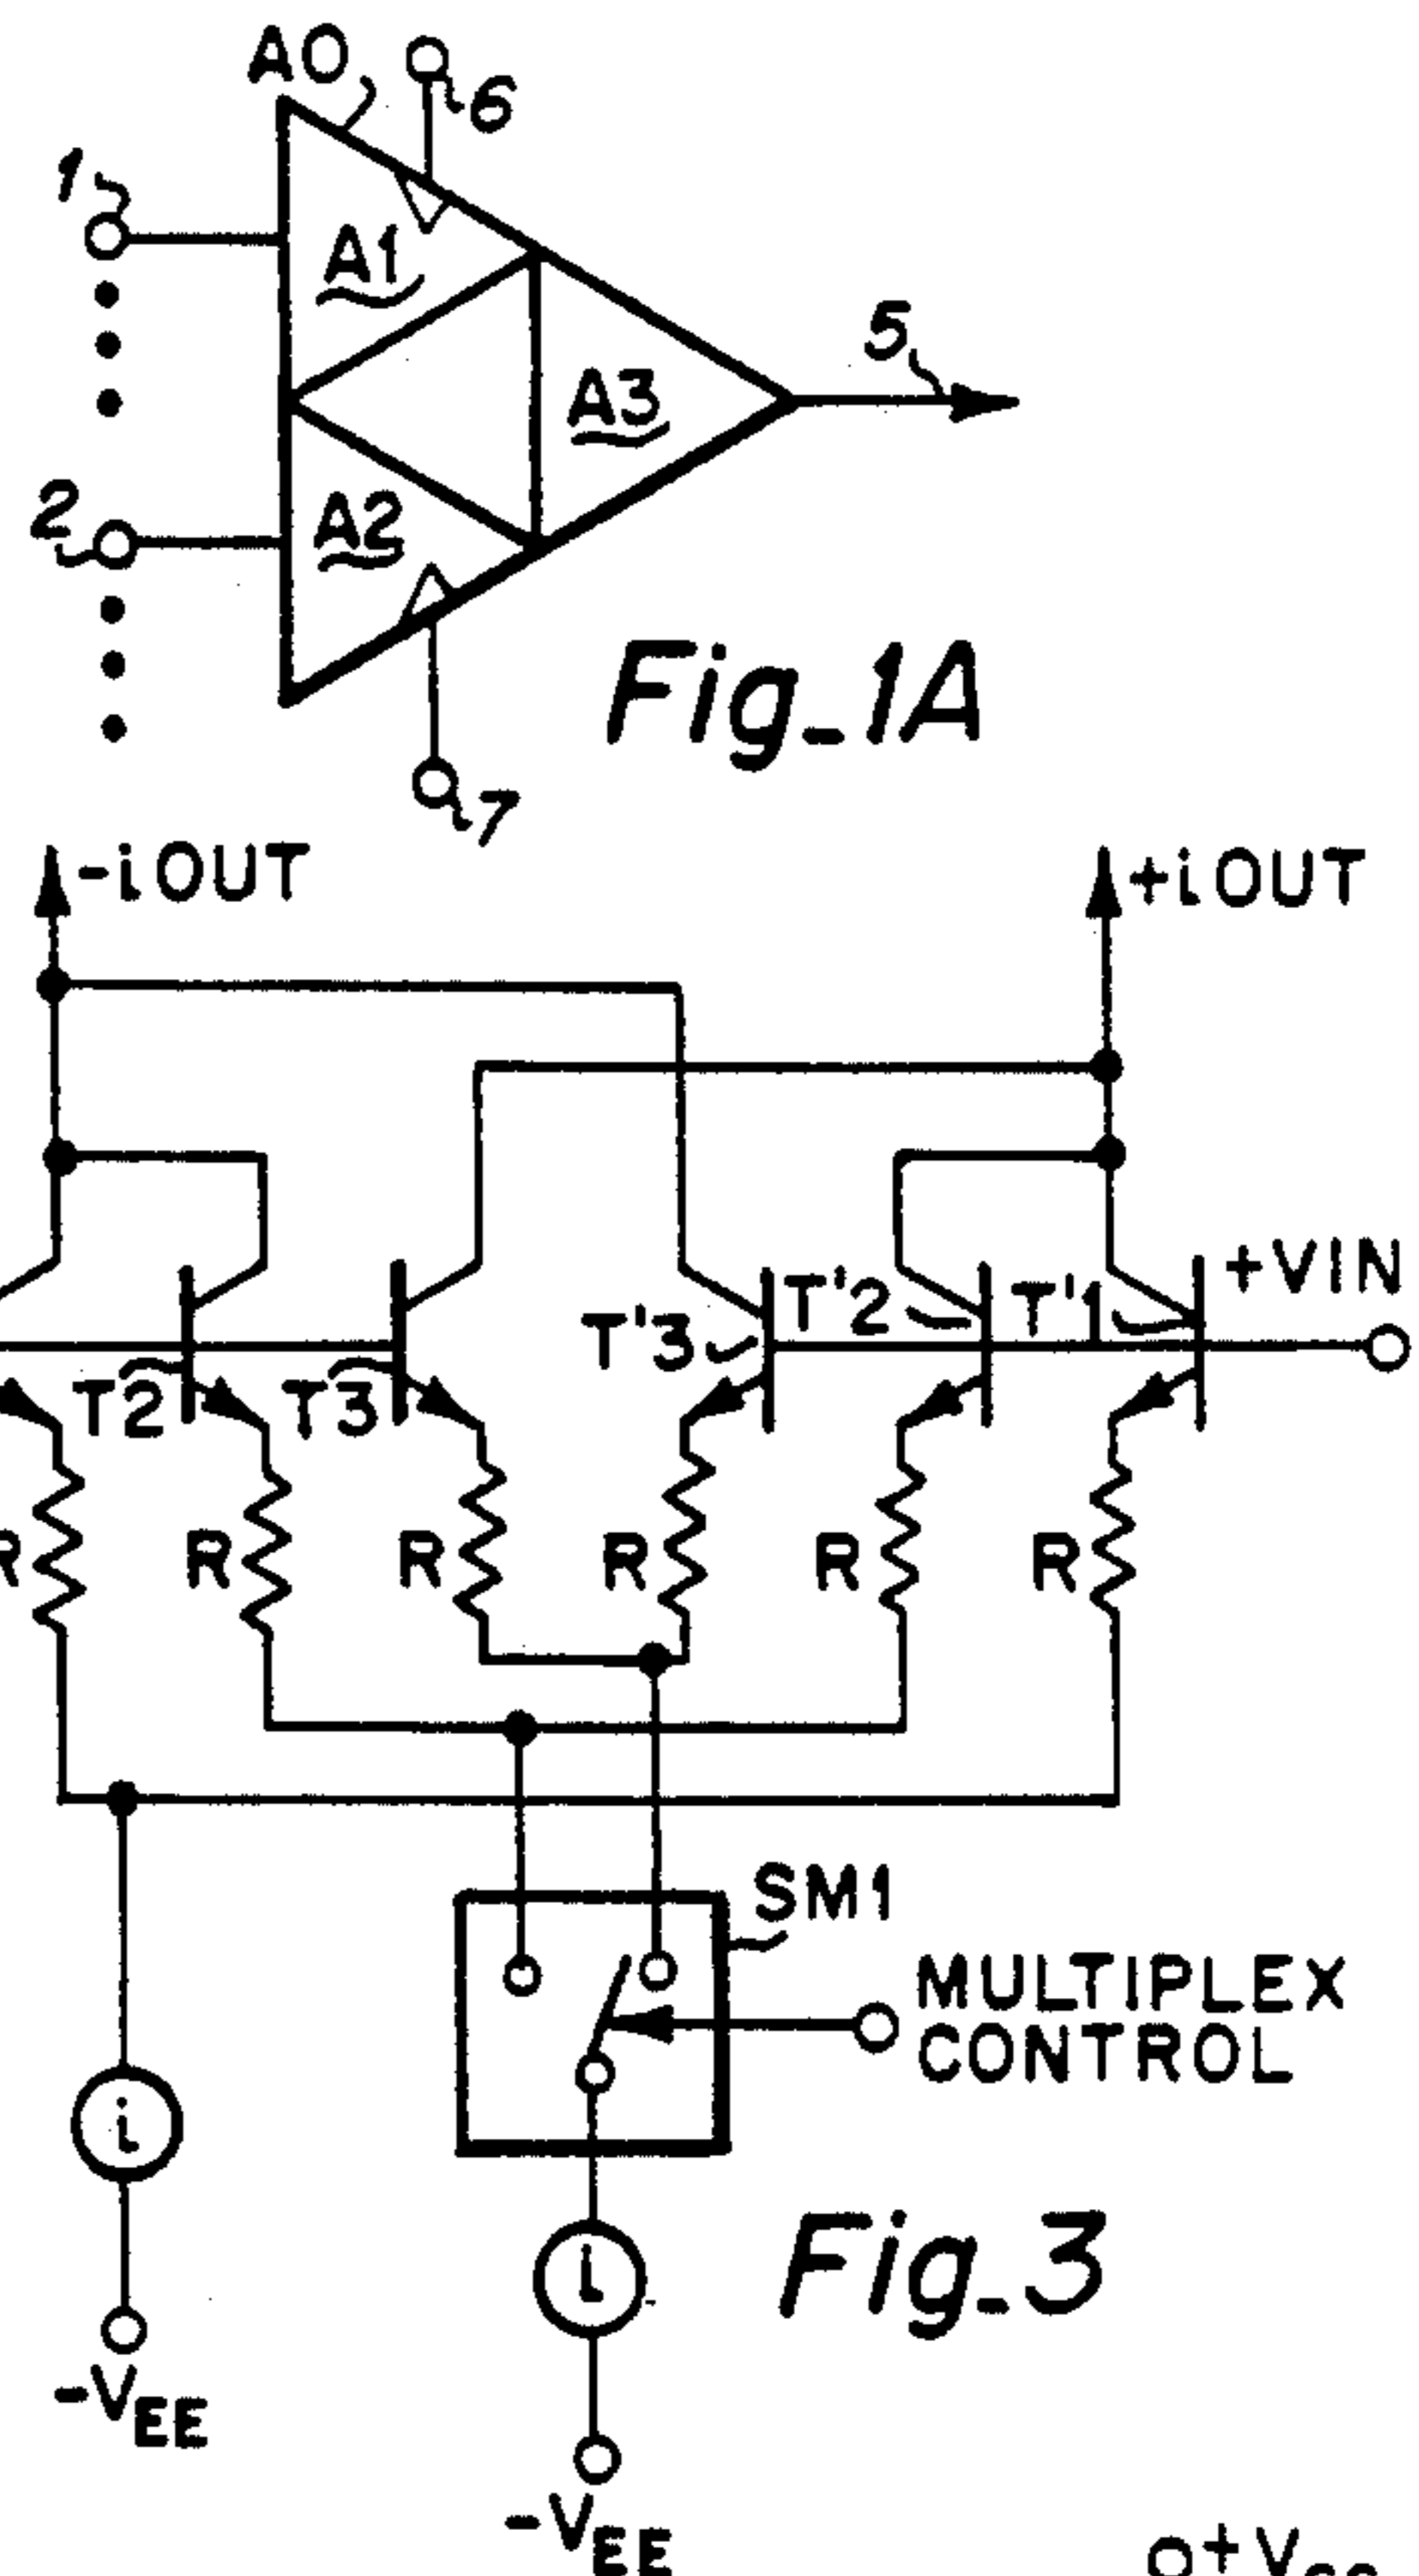 AO
6
1
A1
5
A3
2
A2
Fig_1A
7
-iOUT
+iOUT
+VIN
T'2
T'1
T'3
T2
T3
R
R
R
R
R
R
SM1
MULTIPLEX
CONTROL
i
i
Fig_3
-VEE
-VEE